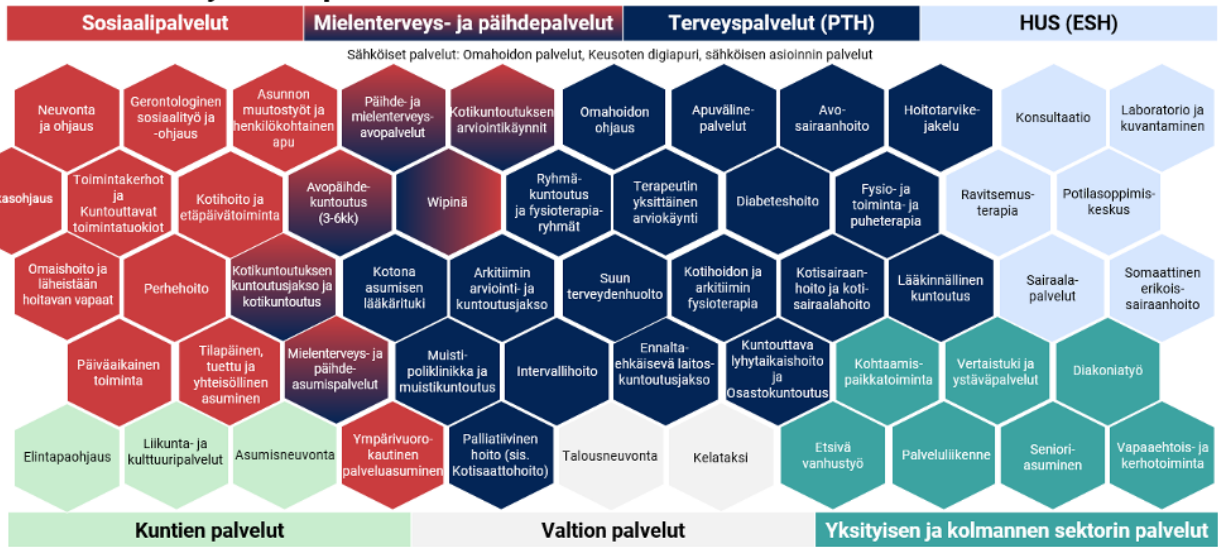 Sosiaalipalvelut
Mielenterveys- ja päihdepalvelut
Terveyspalvelut (PTH)
HUS (ESH)
Sähköiset palvelut: Omahoidon palvelut, Keusoten digiapuri, sähköisen asioinnin palvelut
Neuvonta
ja ohjaus
Gerontologinen
sosiaalityö ja
-ohjaus
Asunnon
muutostyöt ja
henkilökohtainen
apu
Päihde- ja
mielenterveys-
avopalvelut
Kotikuntoutuksen
arviointikäynnit
Omahoidon
ohjaus
Apuväline-
palvelut
Avo-
sairaanhoito
Hoitotarvike-
jakelu
Konsultaatio
Laboratorio ja
kuvantaminen
asohjaus
Toimintakerhot
ja
Kuntouttavat
toimintatuokiot
Kotihoito ja
etäpäivätoiminta
Avopäihde-
kuntoutus
(3-6kk)
Wipinä
Ryhmä-
kuntoutus
ja fysioterapia-
ryhmät
Terapeutin
yksittäinen
arviokäynti
Diabeteshoito
Fysio- ja
toiminta- ja
puheterapia
Ravitsemus-
terapia
Potilasoppimis-
keskus
Omaishoito ja
läheistään
hoitavan vapaat
Perhehoito
Kotikuntoutuksen
kuntoutusjakso ja
kotikuntoutus
Kotona
asumisen
lääkärituki
Arkitiimin
arviointi- ja
kuntoutusjakso
Suun
terveydenhuolto
Kotihoidon ja
arkitiimin
fysioterapia
Kotisairaan-
hoito ja koti-
sairaalahoito
Lääkinnällinen
kuntoutus
Sairaala-
palvelut
Somaattinen
erikois-
sairaanhoito
Päiväaikainen
toiminta
Tilapäinen,
tuettu ja
yhteisöllinen
asuminen
Mielenterveys- ja
päihde-
asumispalvelut
Muisti-
poliklinikka ja
muistikuntoutus
Intervallihoito
Ennalta-
ehkäisevä laitos-
kuntoutusjakso
Kuntouttava
lyhytaikaishoito
ja
Osastokuntoutus
Kohtaamis-
paikkatoiminta
Vertaistuki ja
ystäväpalvelut
Diakoniatyö
Elintapaohjaus
Liikunta- ja
kulttuuripalvelut
Asumisneuvonta
Ympärivuoro-
kautinen
palveluasuminen
Palliatiivinen
hoito (sis.
Kotisaattohoito)
Talousneuvonta
Kelataksi
Etsivä
vanhustyö
Palveluliikenne
Seniori-
asuminen
Vapaaehtois- ja
kerhotoiminta
Kuntien palvelut
Valtion palvelut
Yksityisen ja kolmannen sektorin palvelut